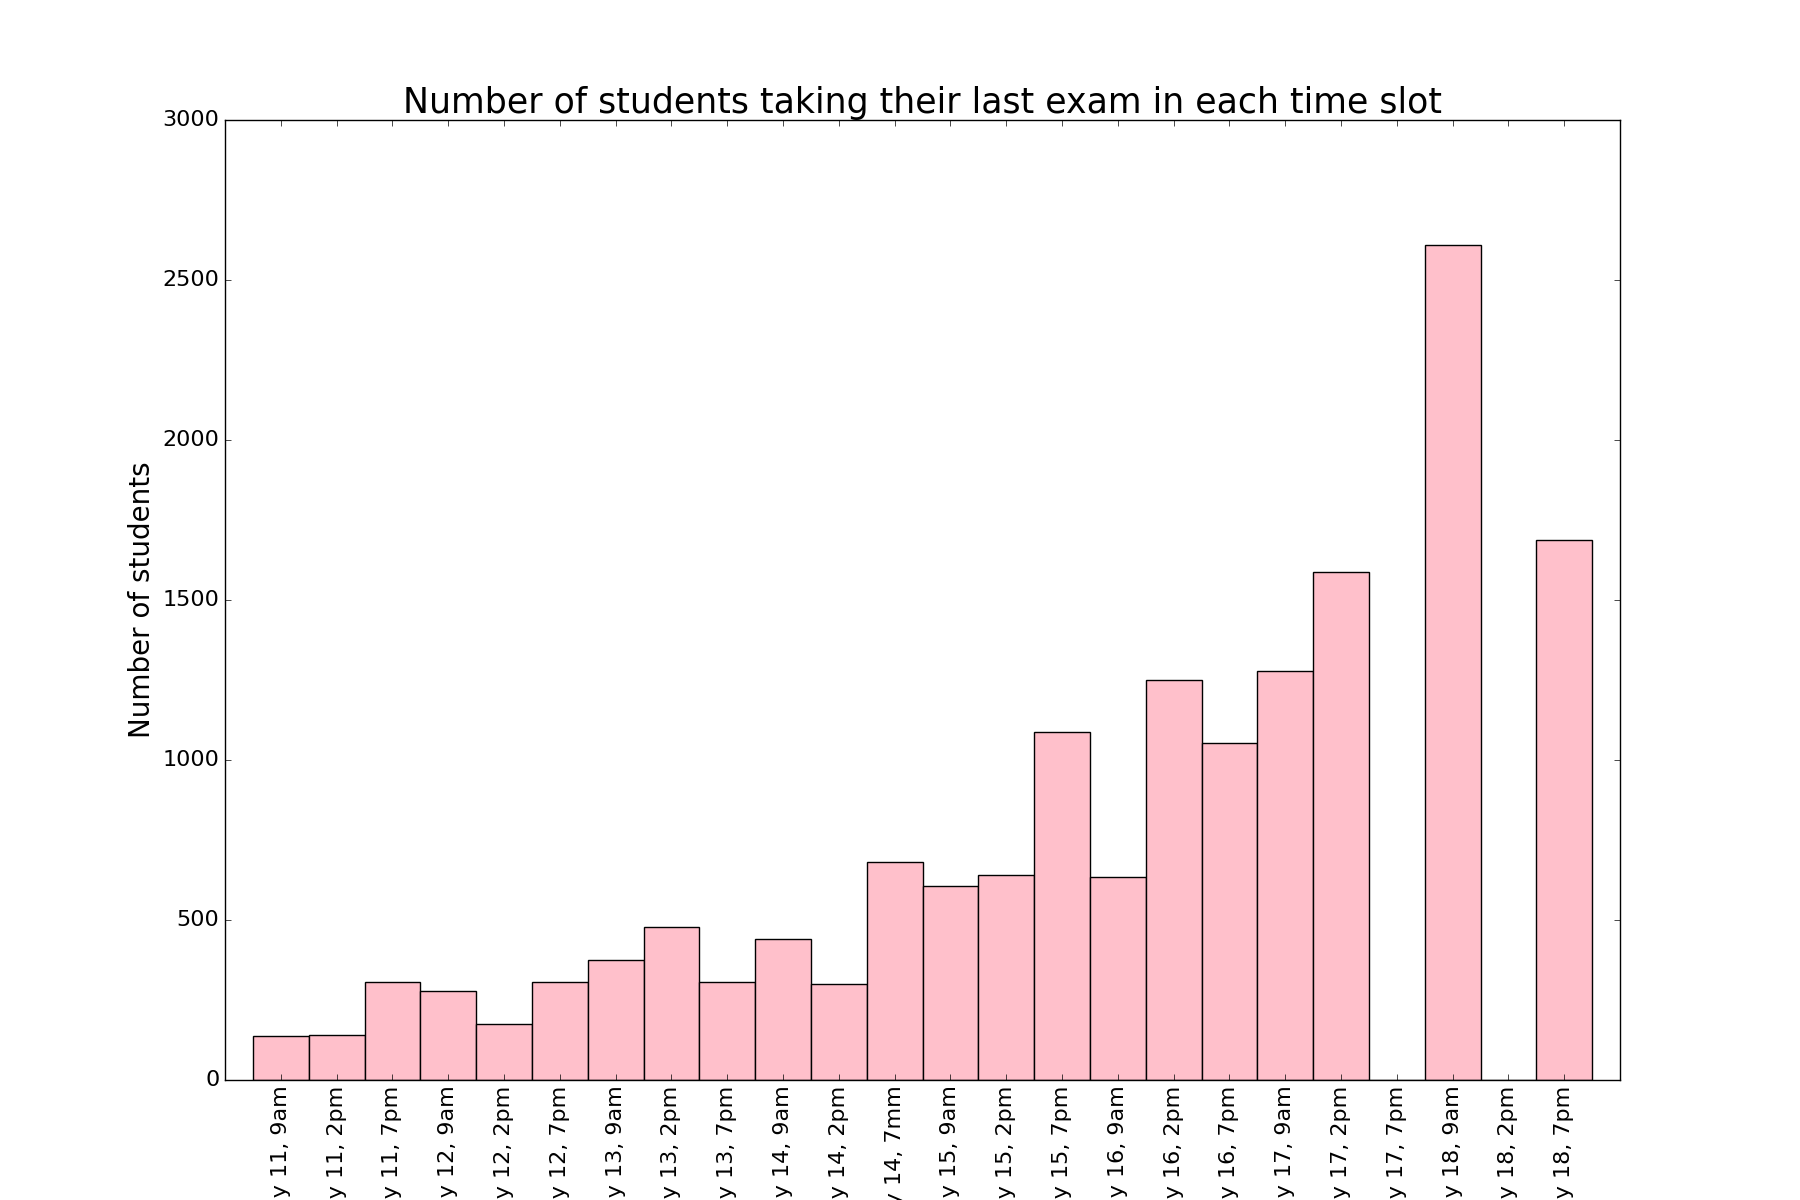 Number of students taking their last exam in each time slot
Number of students
3000
2500
2000
1500
1000
500
0
y 11, 9am
y 11, 2pm
y 11, 7pm
y 12, 9am
y 12, 2pm
y 12, 7pm
y 13, 9am
y 13, 2pm
y 13, 7pm
y 14, 9am
y 14, 2pm
y 14, 7mm
y 15, 9am
y 15, 2pm
y 15, 7pm
y 16, 9am
y 16, 2pm
y 16, 7pm
y 17, 9am
y 17, 2pm
y 17, 7pm
y 18, 9am
y 18, 2pm
y 18, 7pm